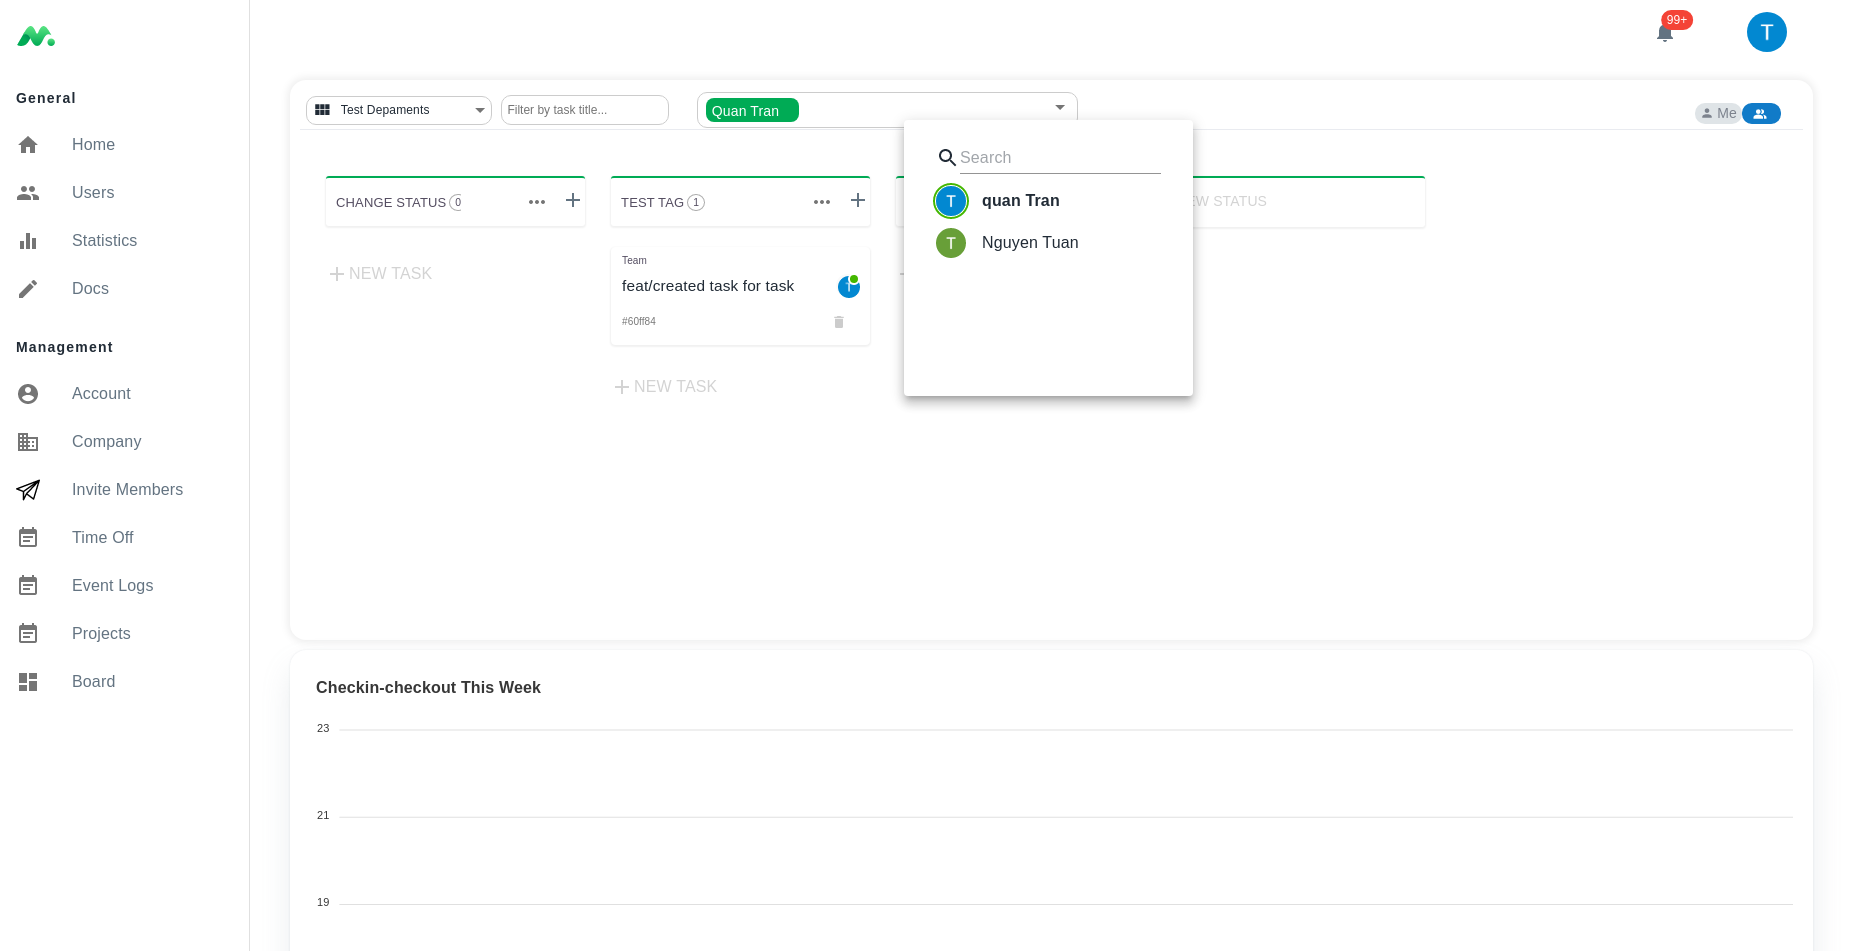 99+
T
General
Home
Users
Statistics
Docs
Management
Account
Company
Invite Members
Time Off
Event Logs
Projects
Board
Test Depaments
Filter by task title...
Quan Tran
Me
CHANGE STATUS 0
NEW TASK
TEST TAG 1
Team
feat/created task for task
T
#60ff84
NEW TASK
Search
T quan Tran
T Nguyen Tuan
STATUS
Checkin-checkout This Week
23
21
19